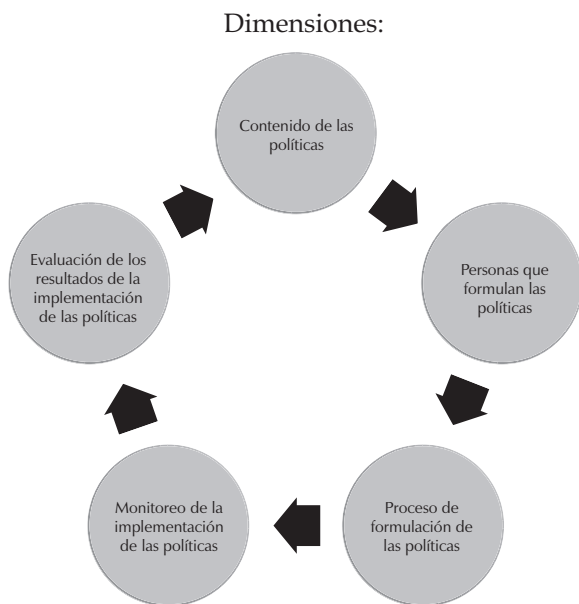 Dimensiones:
Contenido de las
políticas
Personas que
formulan las
políticas
Proceso de
formulación de
las políticas
Monitoreo de la
implementación
de las políticas
Evaluación de los
resultados de la
implementación
de las políticas